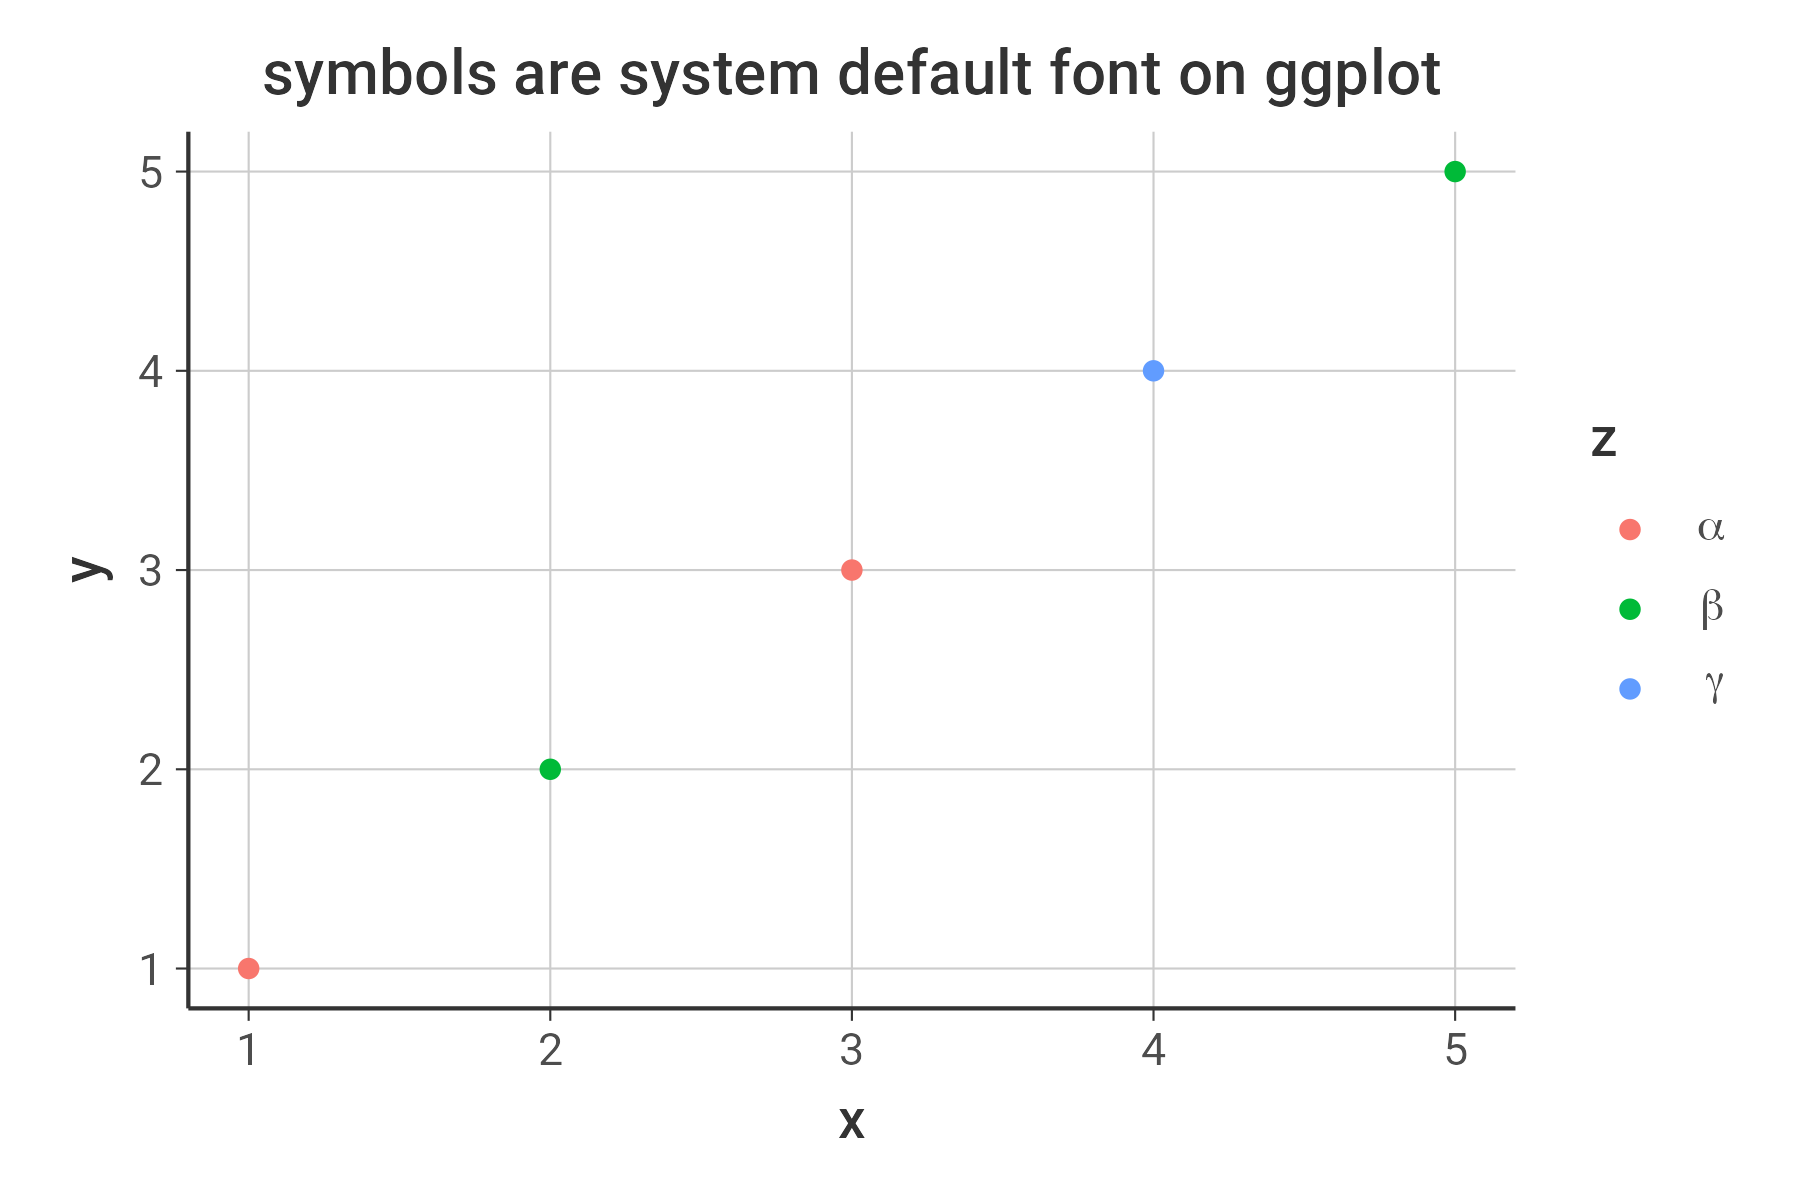 symbols are system default font on ggplot
5
4
3
2
1
y
1 2 3 4 5
x
z
α
β
γ